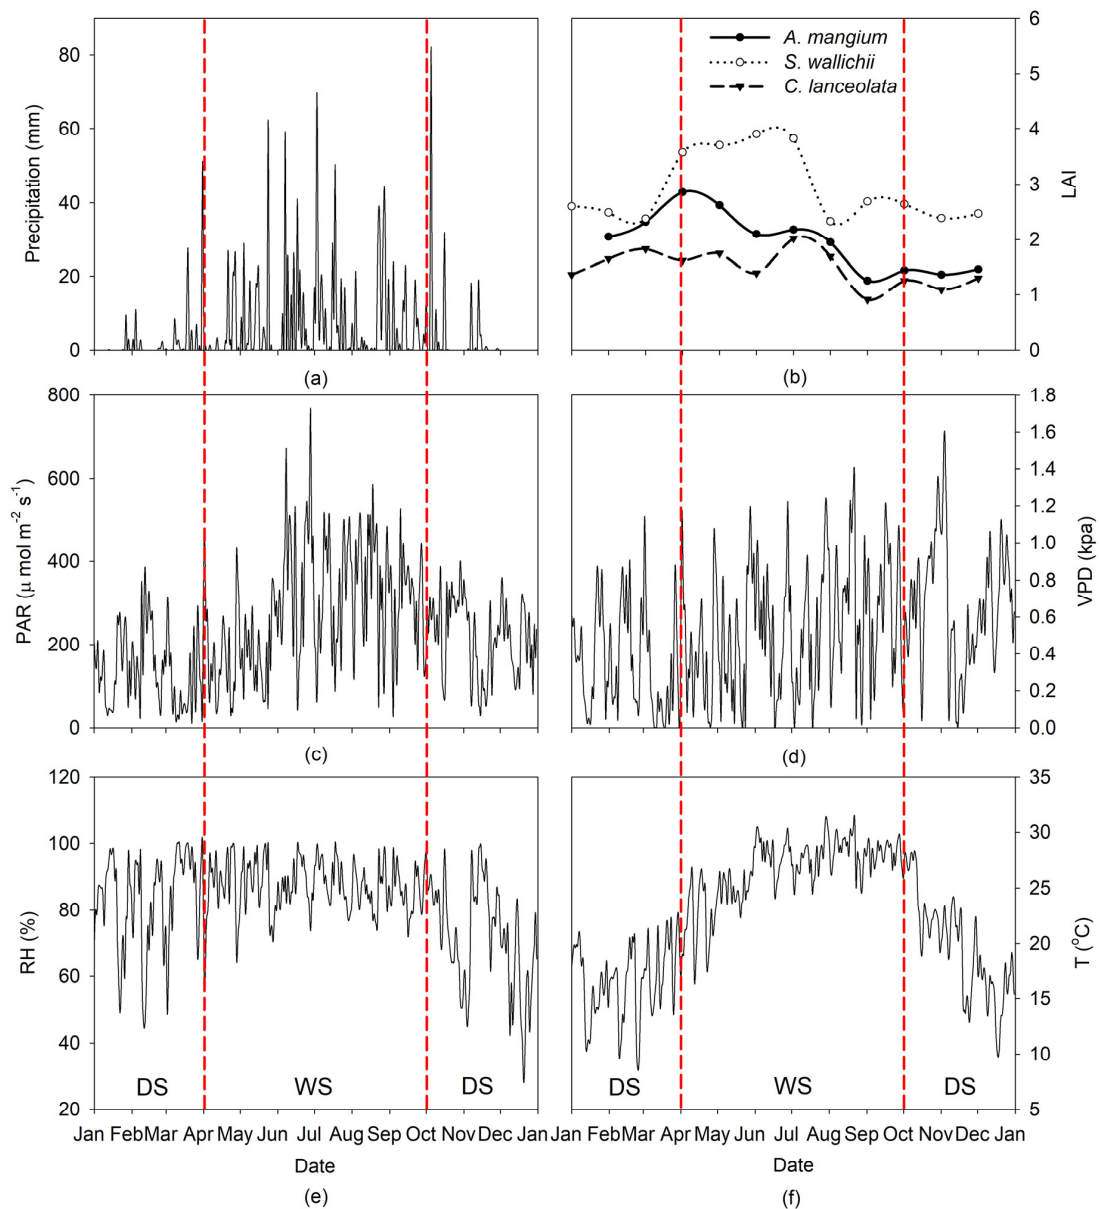 80
60
40
20
0
Precipitation (mm)
(a)
6
5
4
3
2
1
0
LAI
A. mangium
S. wallichii
C. lanceolata
(b)
800
600
400
200
0
PAR (μ mol m-2 s-1)
(c)
1.8
1.6
1.4
1.2
1.0
0.8
0.6
0.4
0.2
0.0
VPD (kpa)
(d)
120
100
80
60
40
20
RH (%)
DS WS DS
Jan Feb Mar Apr May Jun Jul Aug Sep Oct Nov Dec Jan
Date
(e)
35
30
25
20
15
10
5
T (oC)
DS WS DS
Jan Feb Mar Apr May Jun Jul Aug Sep Oct Nov Dec Jan
Date
(f)